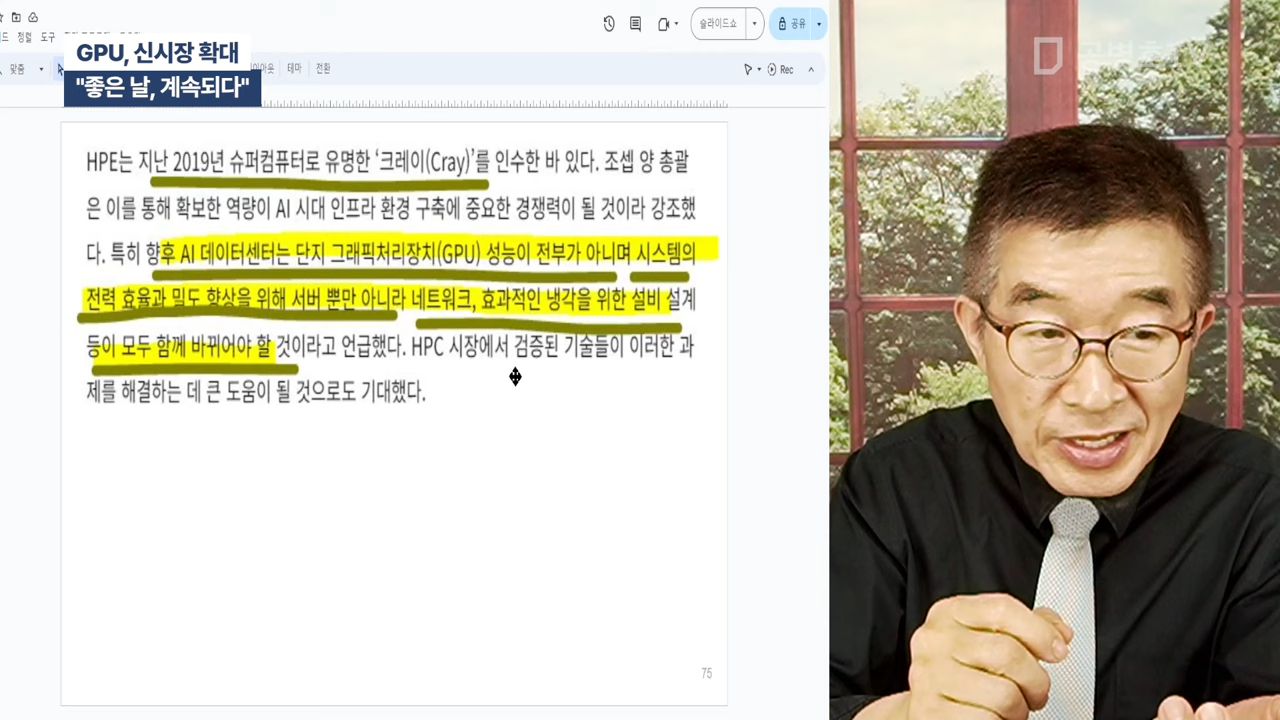 GPU, 신시장 확대
"좋은 날, 계속되다"
정렬 도구
슬라이드쇼
공유
맞춤
테마
전환
Rec
HPE는 지난 2019년 슈퍼컴퓨터로 유명한 ‘크레이(Cray)’를 인수한 바 있다. 조셉 양 총괄
은 이를 통해 확보한 역량이 AI 시대 인프라 환경 구축에 중요한 경쟁력이 될 것이라 강조했
다. 특히 향후 AI 데이터센터는 단지 그래픽처리장치(GPU) 성능이 전부가 아니며 시스템의
전력 효율과 밀도 향상을 위해 서버 뿐만 아니라 네트워크, 효과적인 냉각을 위한 설비 설계
등이 모두 함께 바뀌어야 할 것이라고 언급했다. HPC 시장에서 검증된 기술들이 이러한 과
제를 해결하는 데 큰 도움이 될 것으로도 기대했다.
75